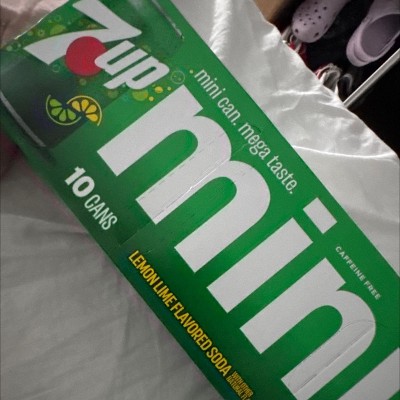 7up
mini can. mega taste.
mini
CAFFEINE FREE
10 CANS
LEMON LIME FLAVORED SODA